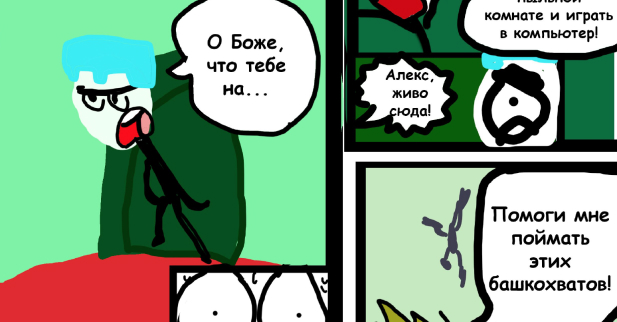 О Боже,
что тебе
на...
комнате и играть
в компьютер!
Алекс,
живо
сюда!
Помоги мне
поймать
этих
башкохватов!